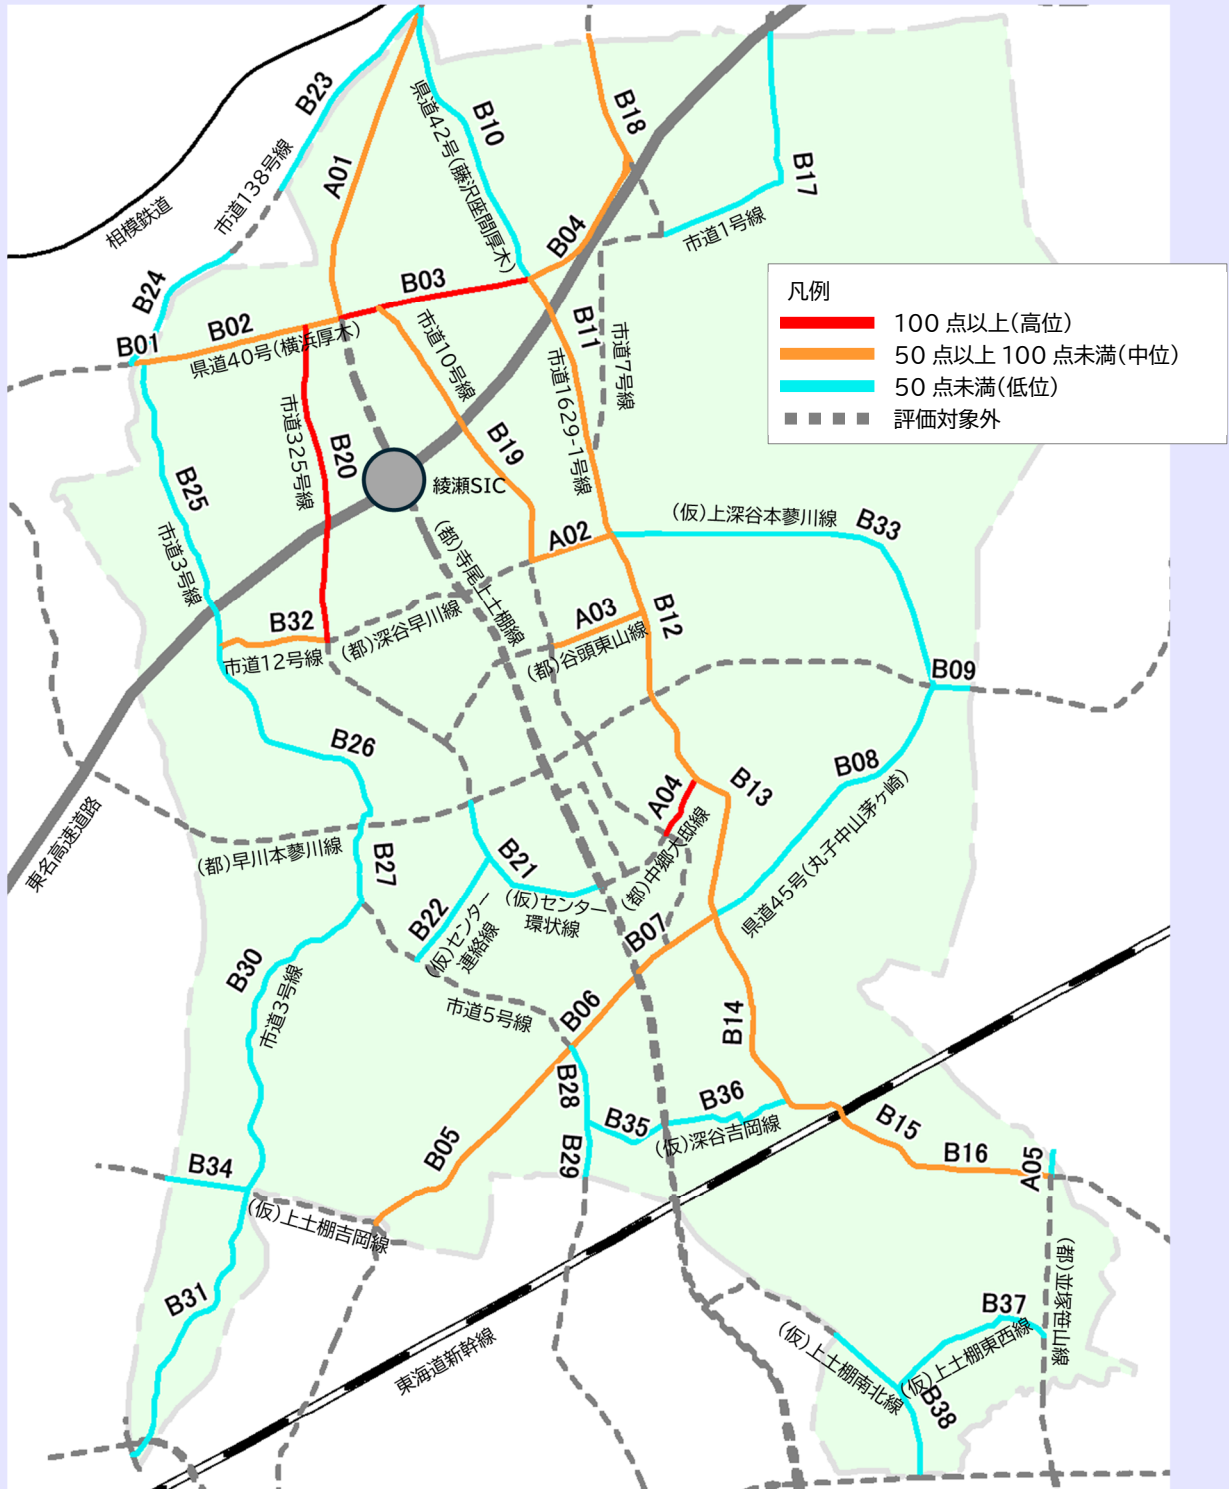 B23
B10
B18
A01
県道42号(藤沢座間厚木)
市道138号線
B17
相模鉄道
市道1号線
B04
B24
B03
B11
凡例
100 点以上(高位)
50 点以上 100 点未満(中位)
50 点未満(低位)
評価対象外
B01
B02
県道40号(横浜厚木)
市道10号線
市道7号線
市道1629-1号線
市道325号線
B20
B19
綾瀬SIC
B25
市道3号線
(都)寺尾上土棚線
A02
(仮)上深谷本蓼川線
B33
B32
市道12号線
(都)深谷早川線
A03
(都)谷頭東山線
B12
B09
B26
B08
A04
B13
東名高速道路
(都)早川本蓼川線
B27
B21
(都)中郷大邸線
県道45号(丸子中山茅ヶ崎)
(仮)センター
環状線
B22
(仮)センター
連絡線
B07
B30
市道3号線
市道5号線
B06
B14
B28
B36
B35
(仮)深谷吉岡線
B15
B05
B29
B16
A05
B34
(仮)上土棚吉岡線
(都)並塚笹山線
B31
B37
東海道新幹線
(仮)上土棚南北線
(仮)上土棚東西線
B38